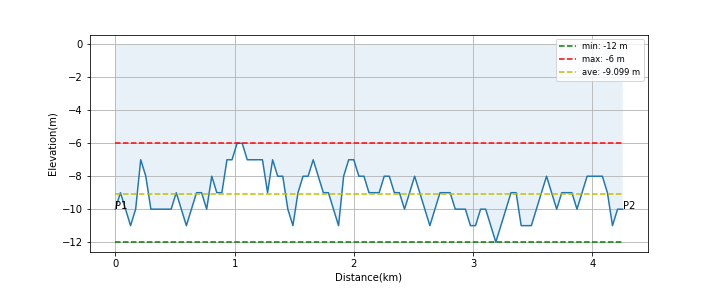 min: -12 m
max: -6 m
ave: -9.099 m
0
−2
−4
−6
−8
−10
−12
Elevation(m)
P1
P2
0 1 2 3 4
Distance(km)